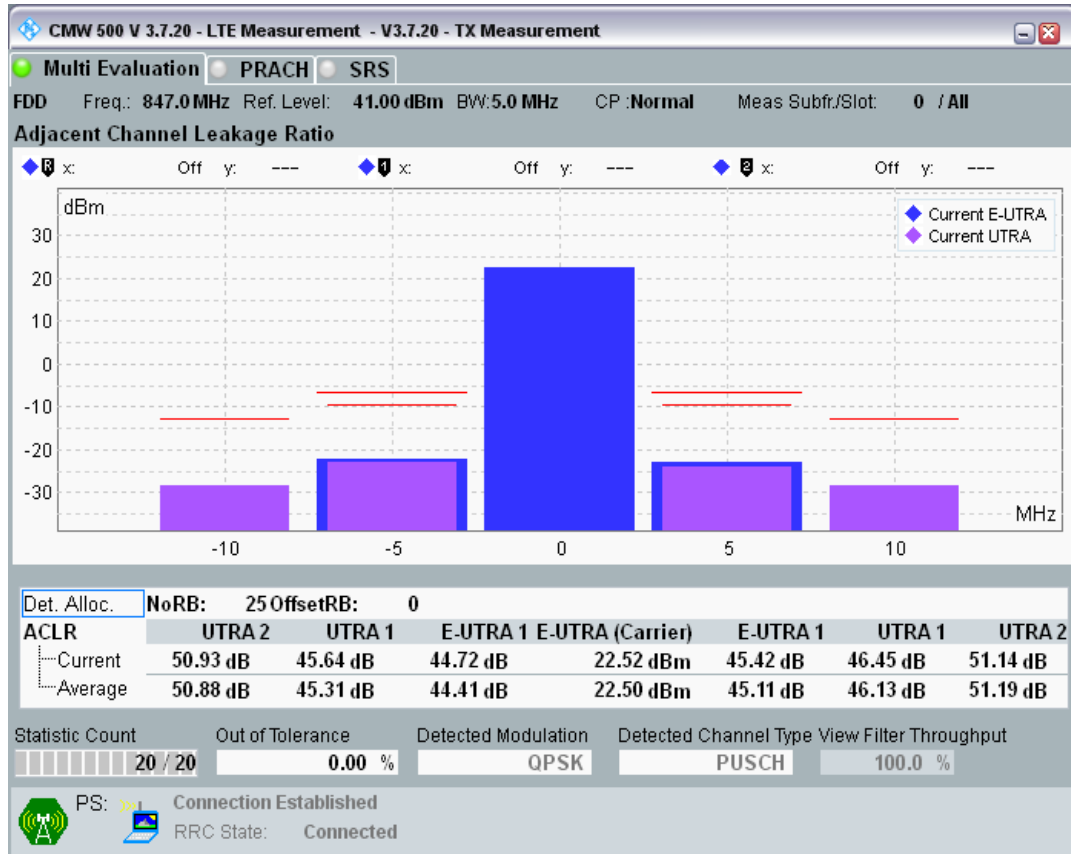 CMW 500 V 3.7.20 - LTE Measurement - V3.7.20 - TX Measurement
Multi Evaluation PRACH SRS
FDD Freq.: 847.0 MHz Ref. Level: 41.00 dBm BW:5.0 MHz CP :Normal Meas Subfr./Slot: 0 / All
Adjacent Channel Leakage Ratio
R x: Off y: --- 1 x: Off y: --- 2 x: Off y: ---
dBm
Current E-UTRA
Current UTRA
30
20
10
0
-10
-20
-30
MHz
-10 -5 0 5 10
Det. Alloc. NoRB: 25 OffsetRB: 0
ACLR UTRA 2 UTRA 1 E-UTRA 1 E-UTRA (Carrier) E-UTRA 1 UTRA 1 UTRA 2
Current 50.93 dB 45.64 dB 44.72 dB 22.52 dBm 45.42 dB 46.45 dB 51.14 dB
Average 50.88 dB 45.31 dB 44.41 dB 22.50 dBm 45.11 dB 46.13 dB 51.19 dB
Statistic Count Out of Tolerance Detected Modulation Detected Channel Type View Filter Throughput
20 / 20 0.00 % QPSK PUSCH 100.0 %
PS: Connection Established
RRC State: Connected